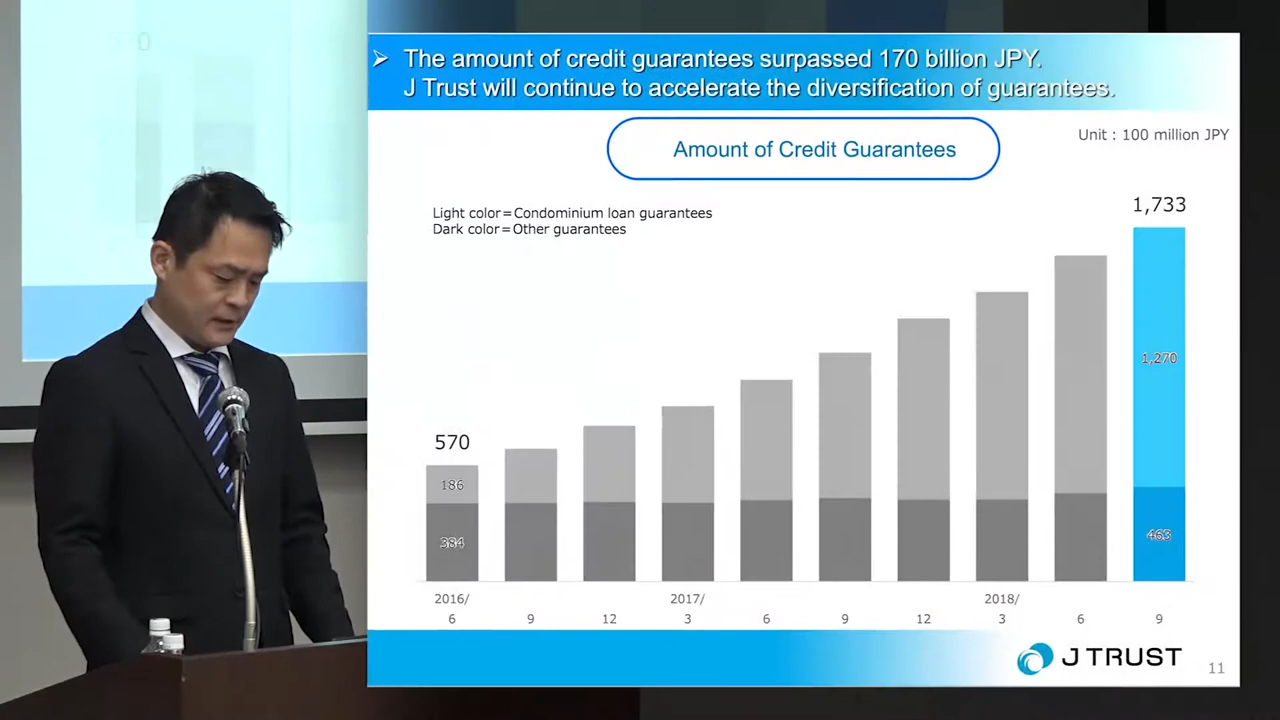 The amount of credit guarantees surpassed 170 billion JPY.
J Trust will continue to accelerate the diversification of guarantees.
Amount of Credit Guarantees
Unit : 100 million JPY
Light color=Condominium loan guarantees
Dark color=Other guarantees
1,733
1,270
570
186
384
463
2016/ 2017/ 2018/
6 9 12 3 6 9 12 3 6 9
J TRUST
11